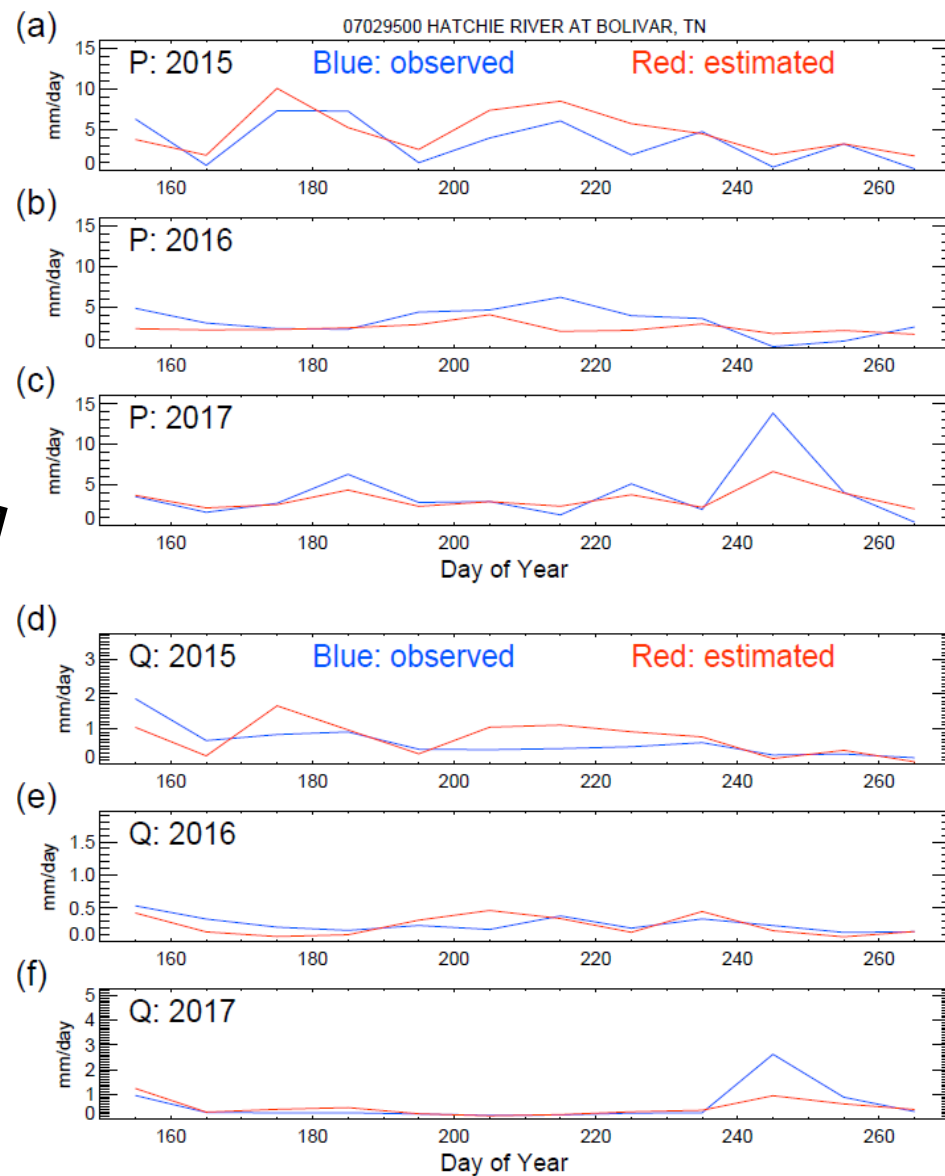 (a)
07029500 HATCHIE RIVER AT BOLIVAR, TN
P: 2015 Blue: observed Red: estimated
mm/day
15
10
5
0
160 180 200 220 240 260
(b)
P: 2016
mm/day
15
10
5
0
160 180 200 220 240 260
(c)
P: 2017
mm/day
15
10
5
0
160 180 200 220 240 260
Day of Year
(d)
Q: 2015 Blue: observed Red: estimated
mm/day
3
2
1
0
160 180 200 220 240 260
(e)
Q: 2016
mm/day
1.5
1.0
0.5
0.0
160 180 200 220 240 260
(f)
Q: 2017
mm/day
5
4
3
2
1
0
160 180 200 220 240 260
Day of Year